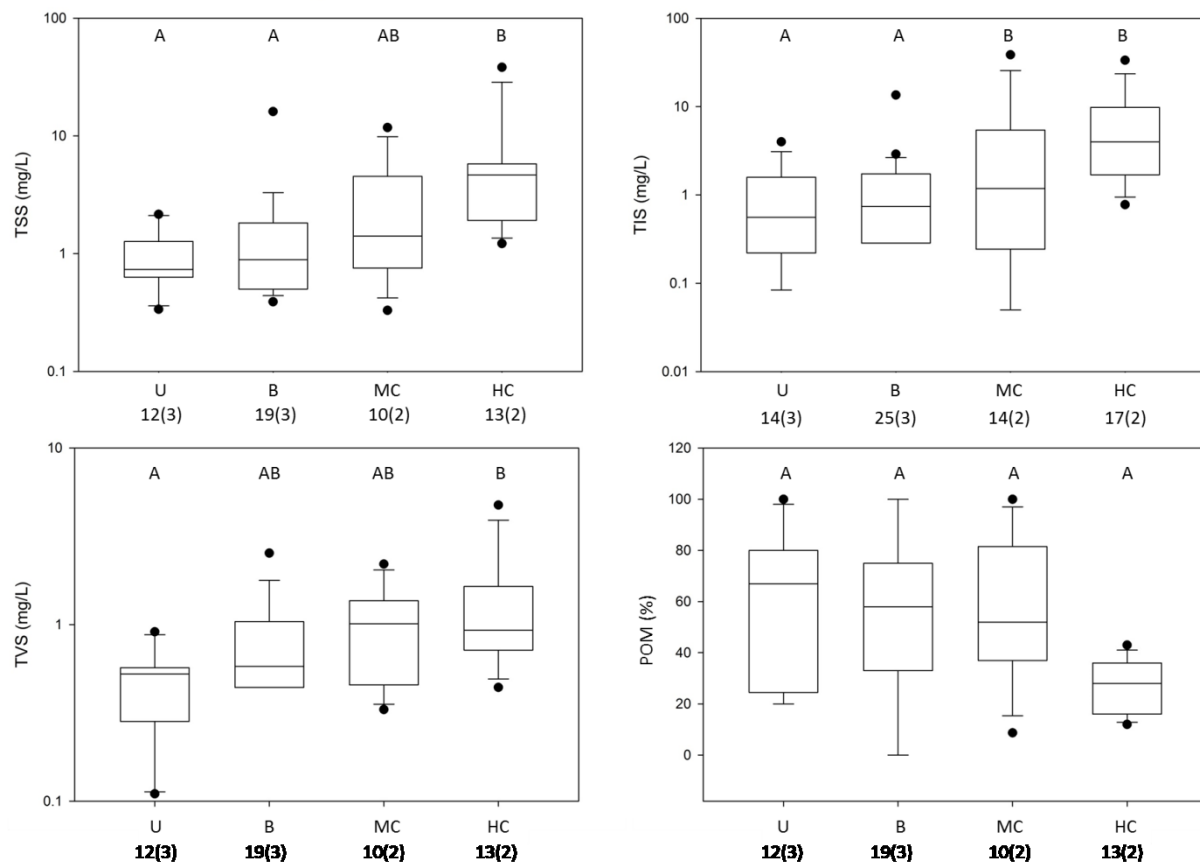 TSS (mg/L)
100
10
1
0.1
A A AB B
U B MC HC
12(3) 19(3) 10(2) 13(2)
TIS (mg/L)
100
10
1
0.1
0.01
A A B B
U B MC HC
14(3) 25(3) 14(2) 17(2)
TVS (mg/L)
10
1
0.1
A AB AB B
U B MC HC
12(3) 19(3) 10(2) 13(2)
POM (%)
120
100
80
60
40
20
0
A A A A
U B MC HC
12(3) 19(3) 10(2) 13(2)